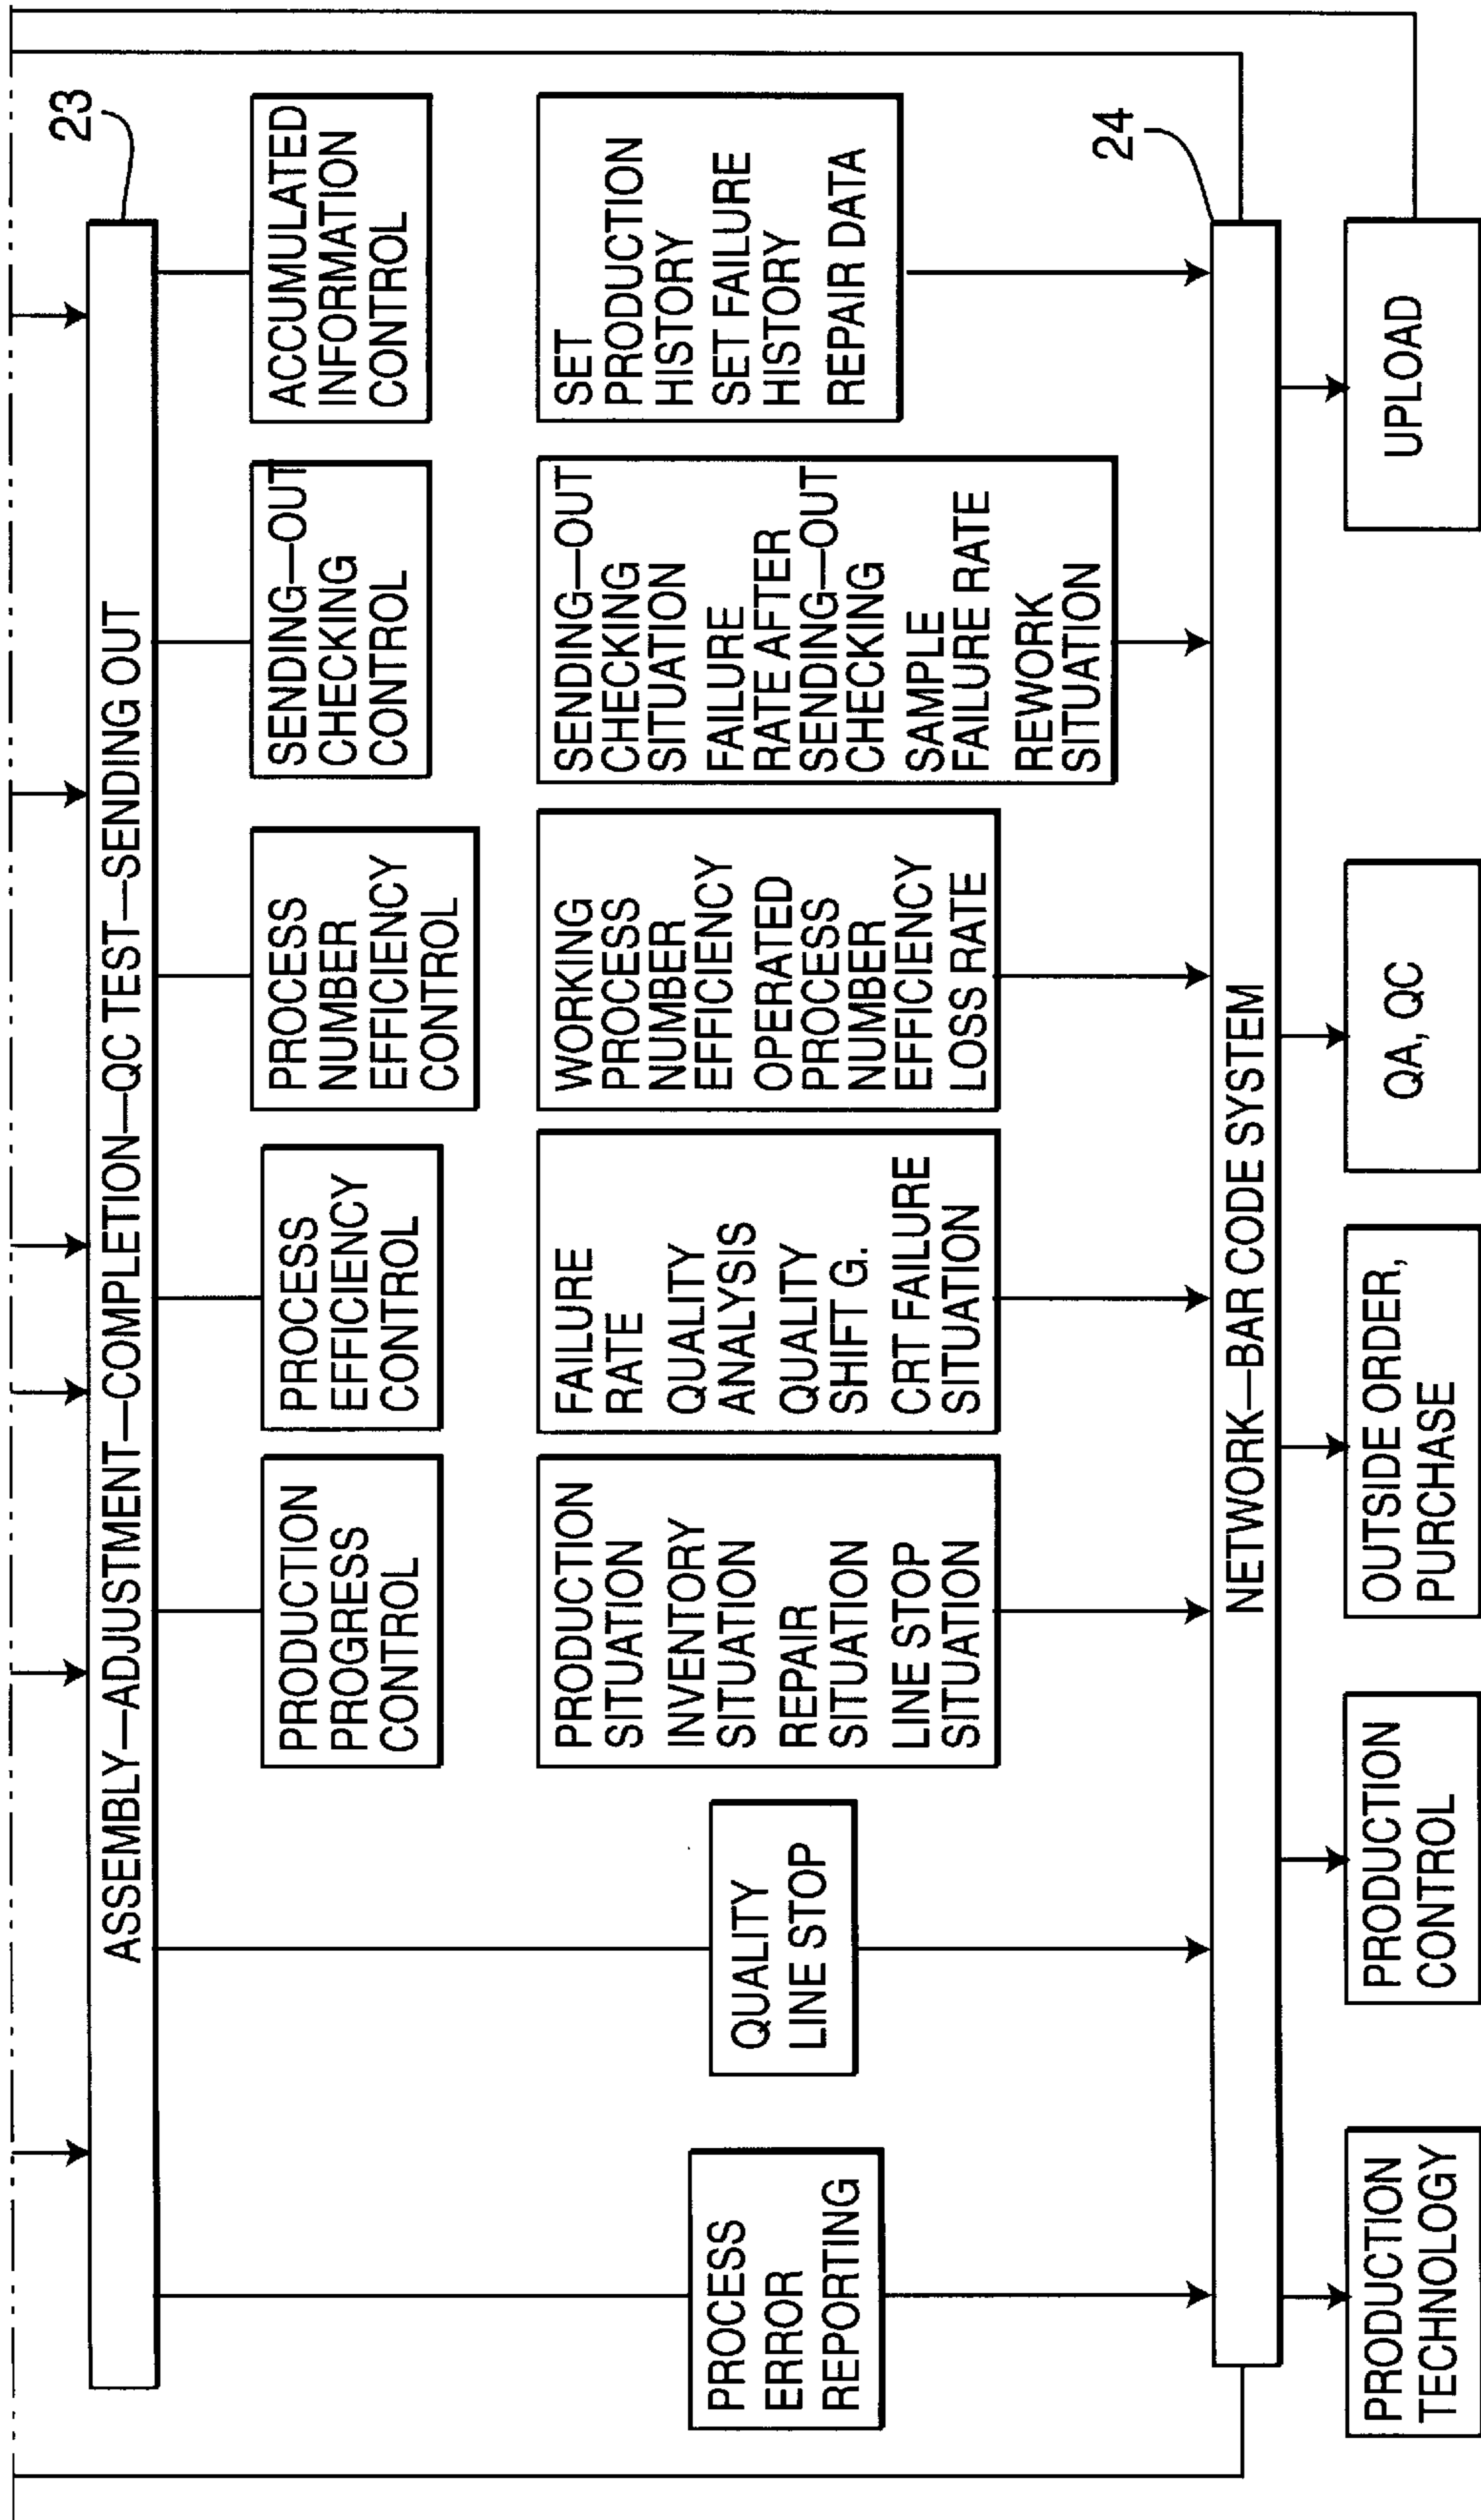 23
ASSEMBLY—ADJUSTMENT—COMPLETION—QC TEST—SENDING OUT
PRODUCTION
PROGRESS
CONTROL
PROCESS
EFFICIENCY
CONTROL
PROCESS
NUMBER
EFFICIENCY
CONTROL
SENDING—OUT
CHECKING
CONTROL
ACCUMULATED
INFORMATION
CONTROL
PROCESS
ERROR
REPORTING
QUALITY
LINE STOP
PRODUCTION
SITUATION
INVENTORY
SITUATION
REPAIR
SITUATION
LINE STOP
SITUATION
FAILURE
RATE
QUALITY
ANALYSIS
QUALITY
SHIFT G.
CRT FAILURE
SITUATION
WORKING
PROCESS
NUMBER
EFFICIENCY
OPERATED
PROCESS
NUMBER
EFFICIENCY
LOSS RATE
SENDING—OUT
CHECKING
SITUATION
FAILURE
RATE AFTER
SENDING—OUT
CHECKING
SAMPLE
FAILURE RATE
REWORK
SITUATION
SET
PRODUCTION
HISTORY
SET FAILURE
HISTORY
REPAIR DATA
24
NETWORK—BAR CODE SYSTEM
PRODUCTION
TECHNOLOGY
PRODUCTION
CONTROL
OUTSIDE ORDER,
PURCHASE
QA, QC
UPLOAD